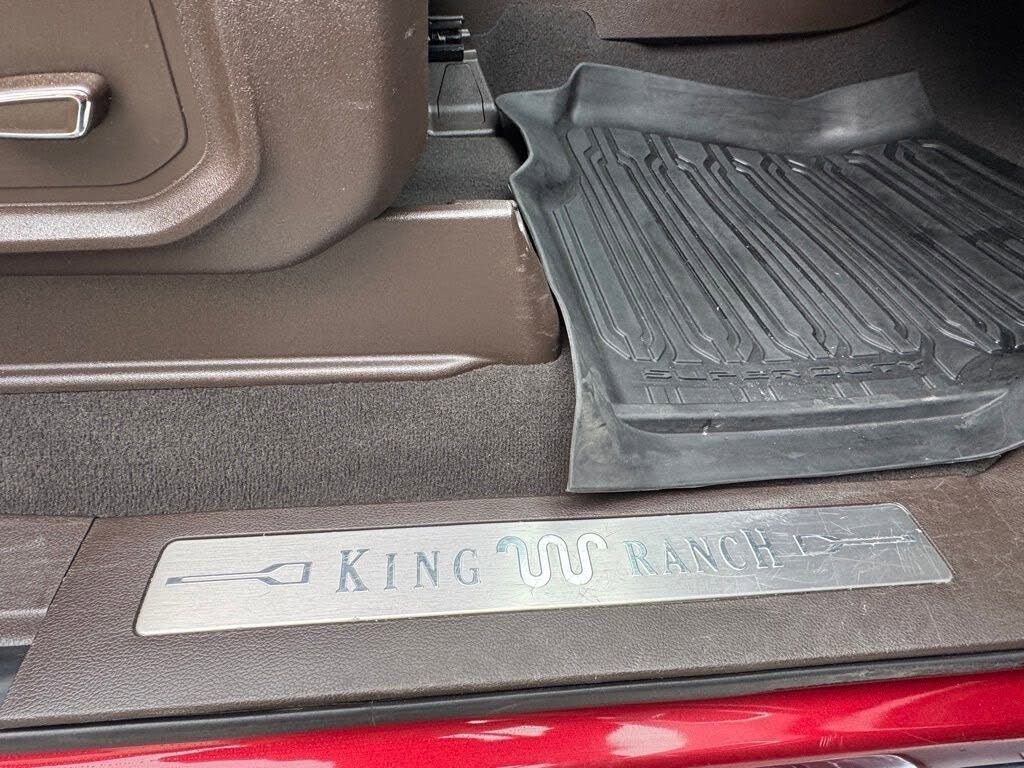 SUPER DUTY
KING RANCH